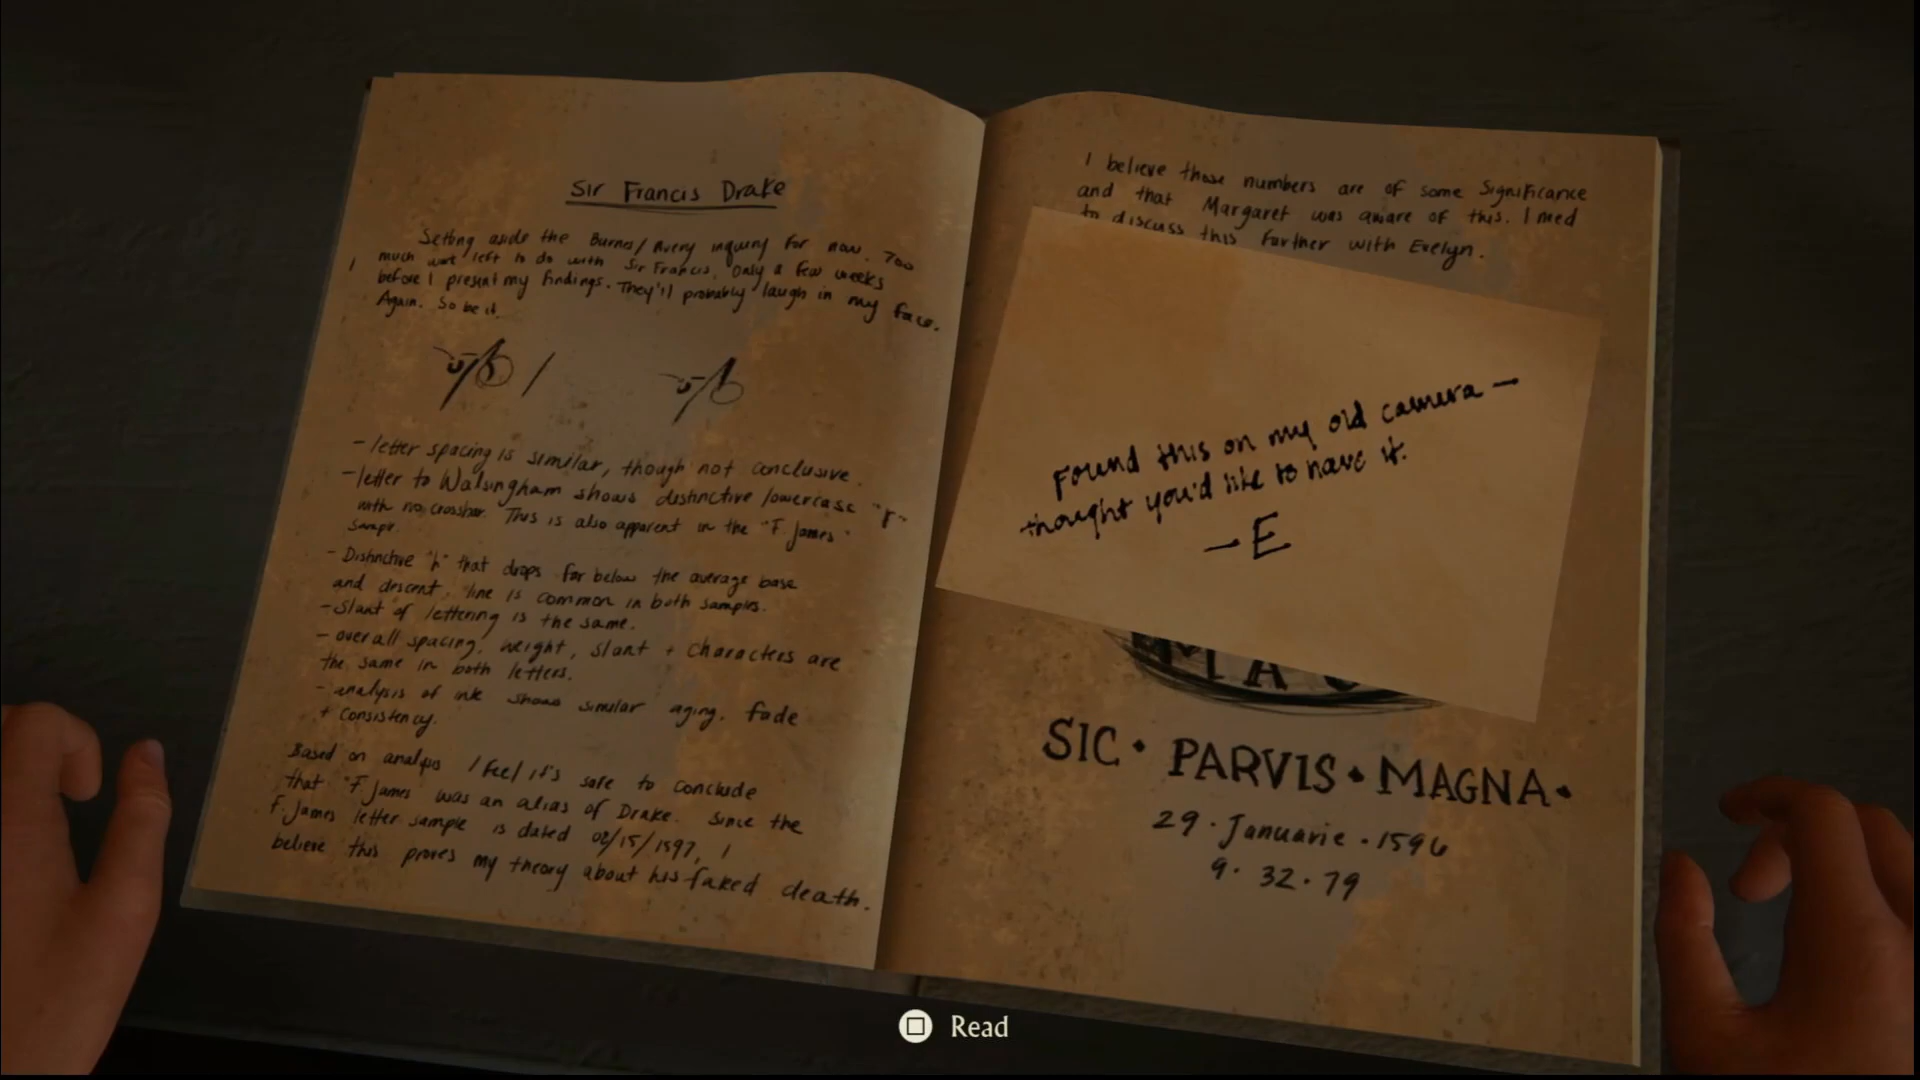 Sir Francis Drake
Setting aside the Burnes/Avery inquiry for now. Too
much work left to do with Sir Francis. Only a few weeks
before I present my findings. They'll probably laugh in my face.
Again. So be it.
- letter spacing is similar, though not conclusive.
- letter to Walsingham shows distinctive lowercase "r"
with no crossbar. This is also apparent in the "F. James"
sample.
- Distinctive "h" that drops far below the average base
and descent line is common in both samples.
- Slant of lettering is the same.
- overall spacing, weight, slant + characters are
the same in both letters.
- analysis of ink shows similar aging, fade
+ consistency.
Based on analysis I feel it's safe to conclude
that "F. James" was an alias of Drake. Since the
F. James letter sample is dated 02/15/1597, I
believe this proves my theory about his faked death.
I believe those numbers are of some significance
and that Margaret was aware of this. I need
to discuss this further with Evelyn.
Found this on my old camera —
thought you'd like to have it.
— E
SIC • PARVIS • MAGNA •
29 · Januarie · 1596
9 · 32 · 79
Read